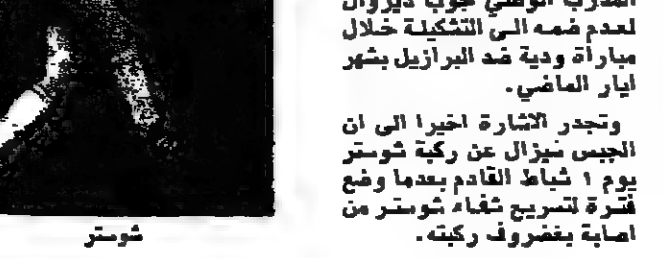 المدرب الوطني جوب ديروال
لعدم ضمه الى التشكيلة خلال
مباراة ودية ضد البرازيل بشهر
ايار الماضي.
وتجدر الاشارة اخيرا الى ان
الجبس سيزال عن ركبة شوستر
يوم ١ شباط القادم بعدما وضع
فترة لتسريع شفاء شوستر من
اصابة بغضروف ركبته.
شوستر